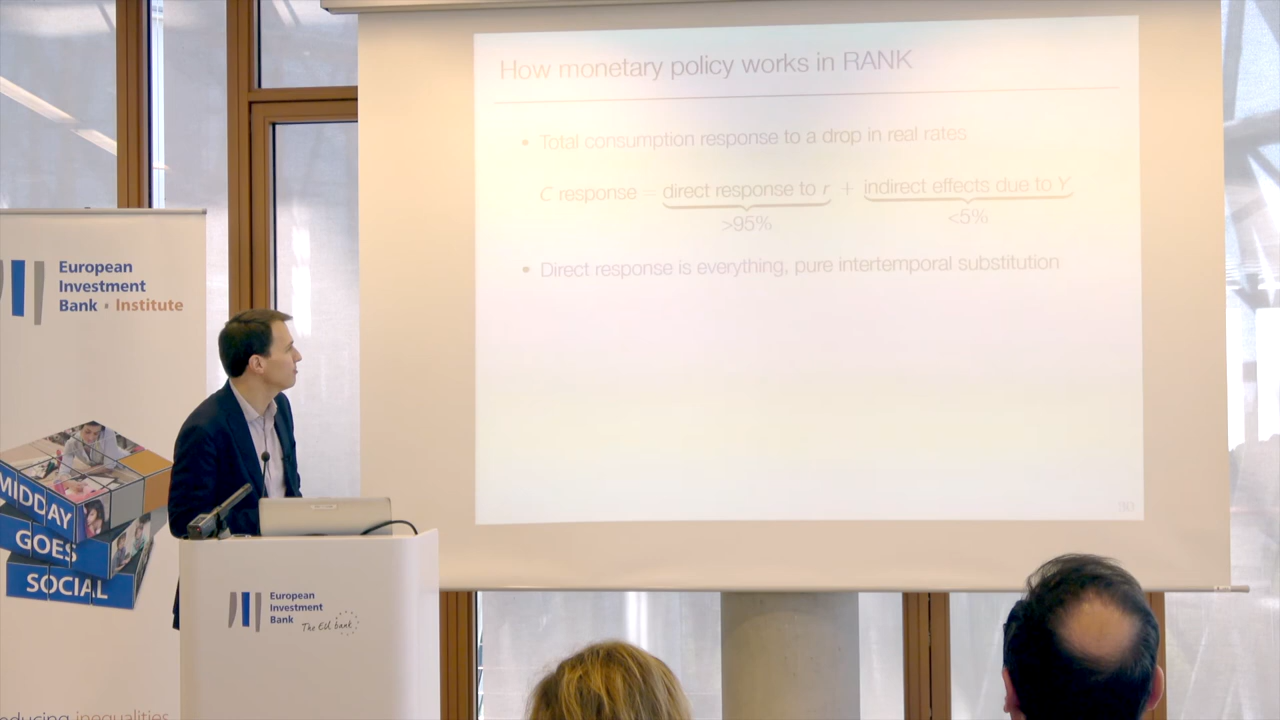 How monetary policy works in RANK
• Total consumption response to a drop in real rates
C response = direct response to r + indirect effects due to Y
>95% <5%
• Direct response is everything, pure intertemporal substitution
30
European
Investment
Bank • Institute
MIDDAY
GOES
SOCIAL
inequalities
European
Investment
Bank
The EU bank